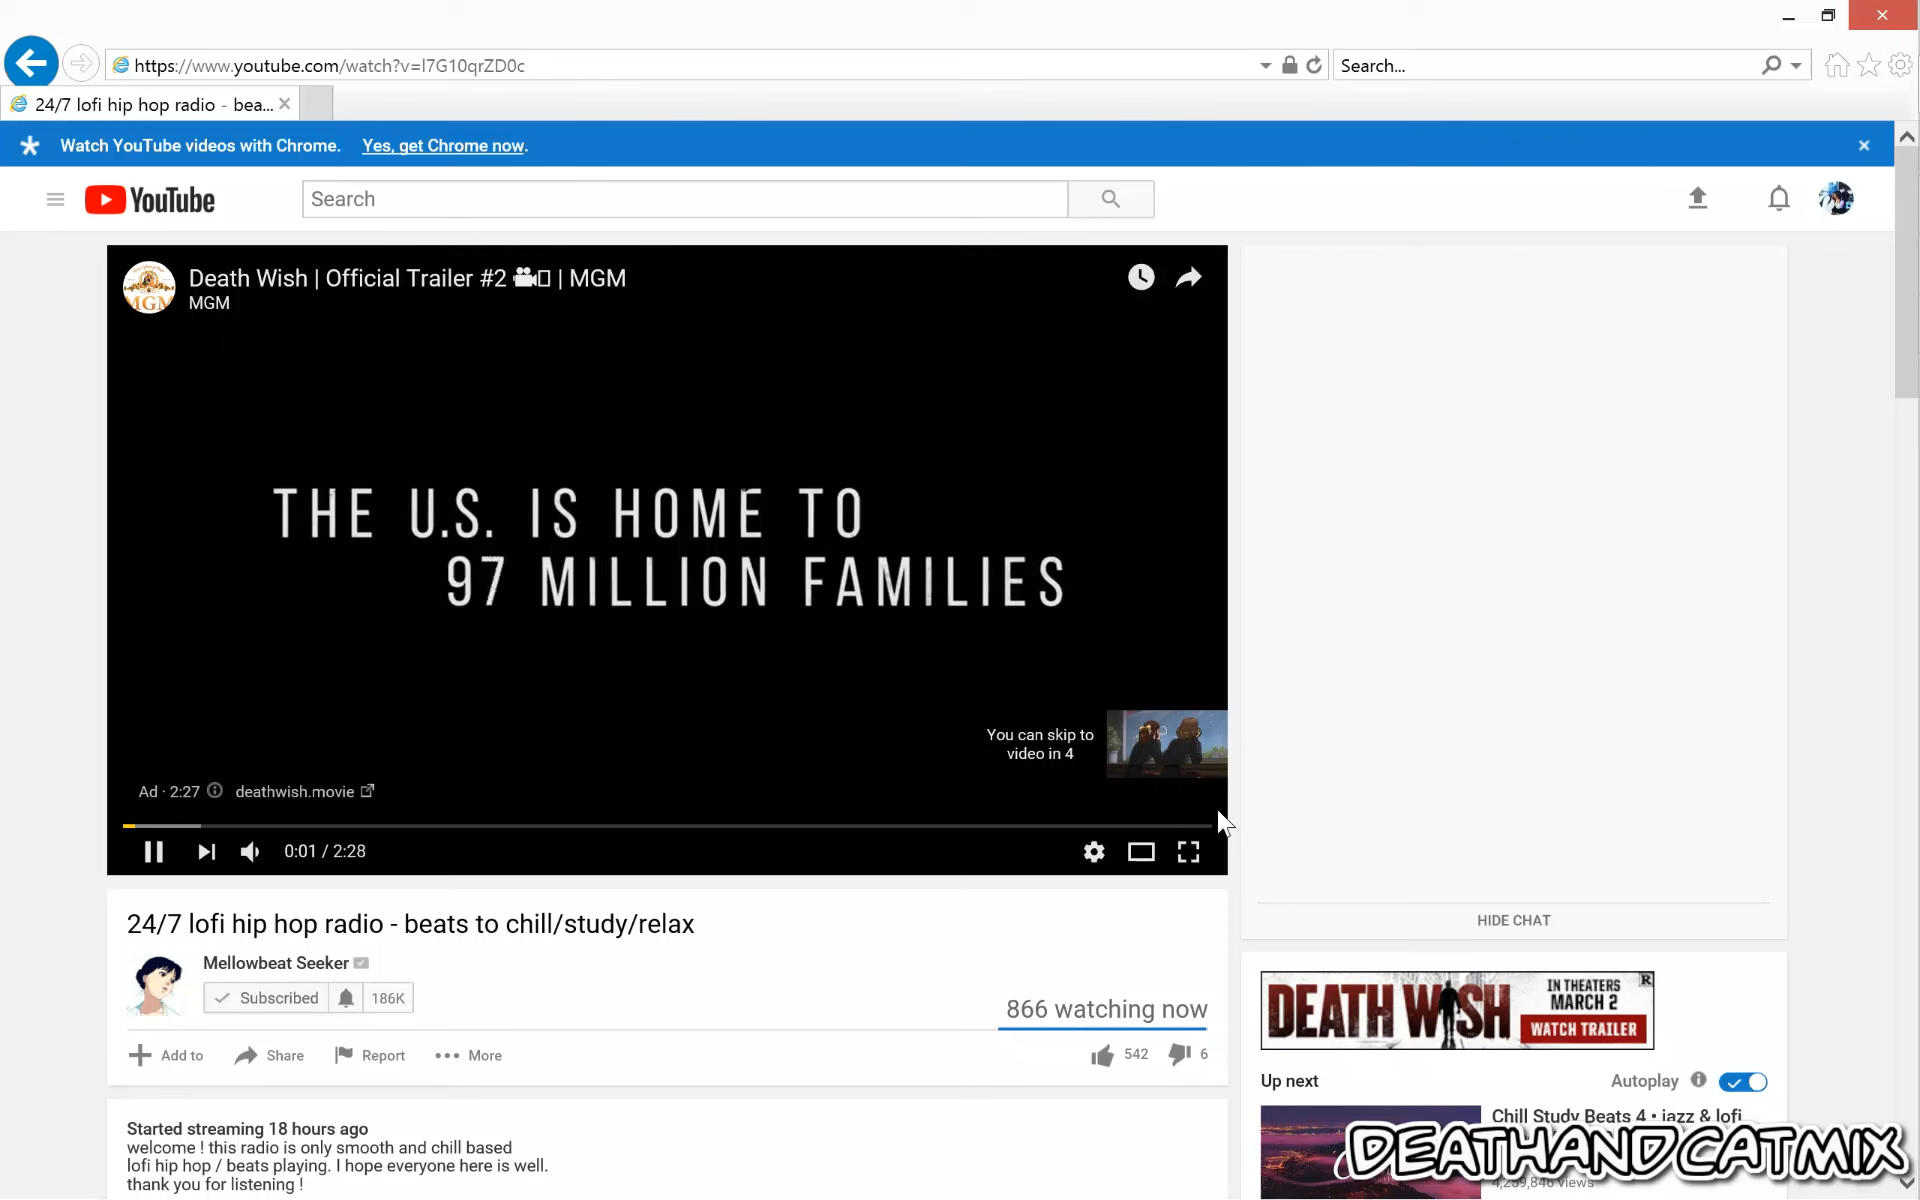 https://www.youtube.com/watch?v=l7G10qrZD0c
Search...
24/7 lofi hip hop radio - bea...
Watch YouTube videos with Chrome. Yes, get Chrome now.
YouTube
Search
Death Wish | Official Trailer #2 | MGM
MGM
MGM
THE U.S. IS HOME TO
97 MILLION FAMILIES
You can skip to
video in 4
Ad · 2:27 deathwish.movie
0:01 / 2:28
HIDE CHAT
24/7 lofi hip hop radio - beats to chill/study/relax
Mellowbeat Seeker
Subscribed 186K
866 watching now
Add to Share Report More
542 6
Started streaming 18 hours ago
welcome ! this radio is only smooth and chill based
lofi hip hop / beats playing. I hope everyone here is well.
thank you for listening !
DEATH WISH
IN THEATERS
MARCH 2
R
WATCH TRAILER
Up next
Autoplay
Chill Study Beats 4 • jazz & lofi
DEATHANDCATMIX
4,259,846 views